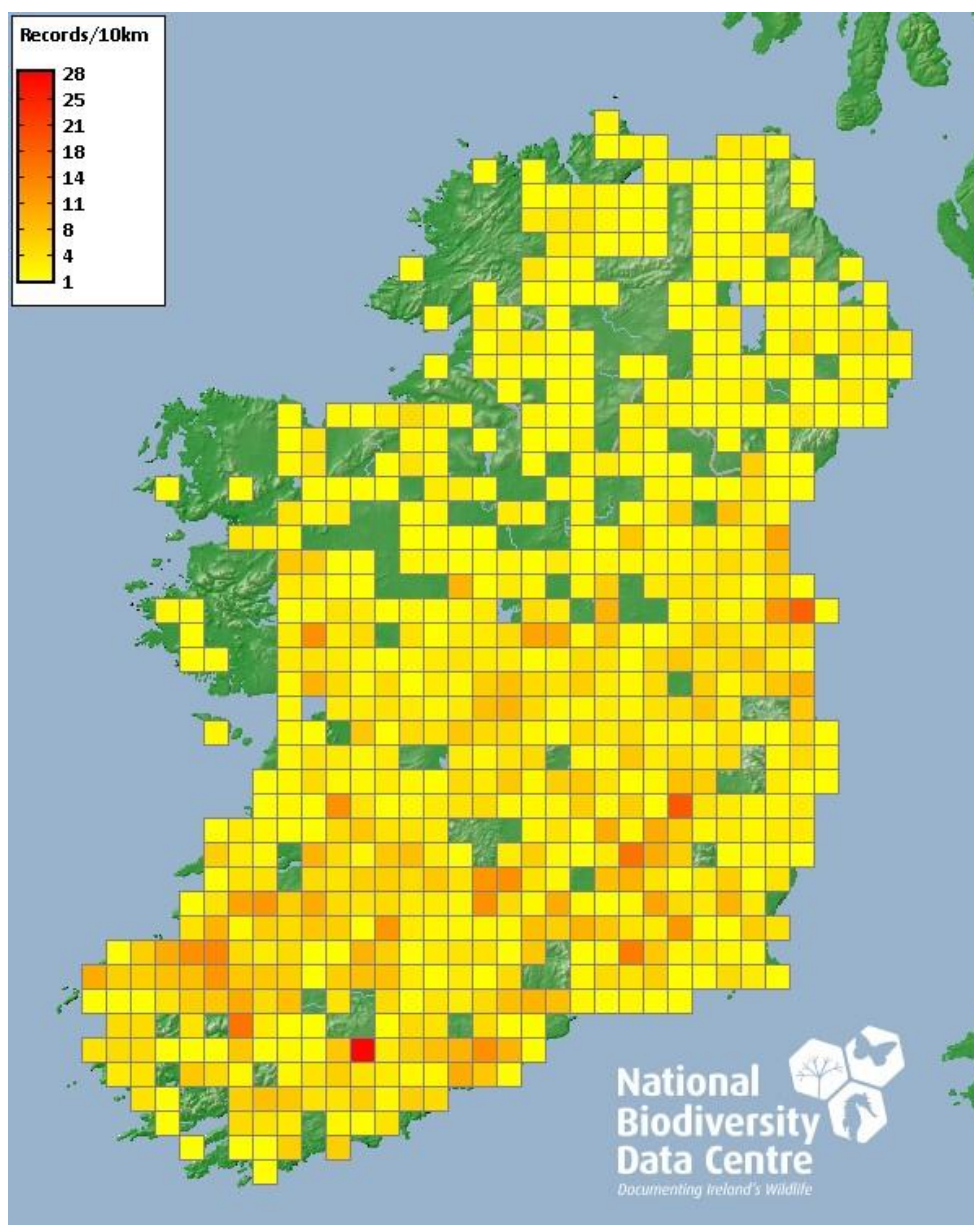 Records/10km
28
25
21
18
14
11
8
4
1
National
Biodiversity
Data Centre
Documenting Ireland's Wildlife